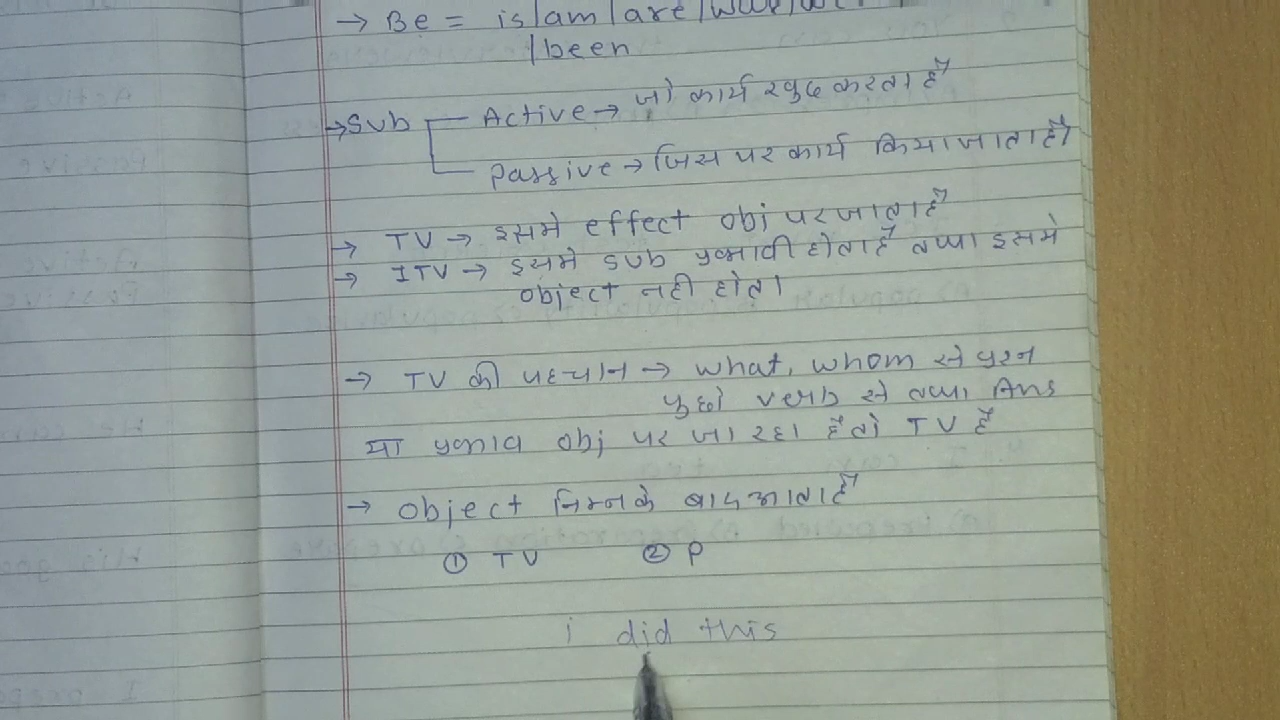 → Be = is/am/are/was/
/been
→ Sub Active → जो कार्य खुद करता है
Passive → जिस पर कार्य किया जाता है।
→ TV → इसमे effect obj पर जाता है
→ ITV → इसमे sub प्रभावी होता है तथा इसमे
object नही होता
→ TV की पहचान → what, whom से प्रश्न
पुछो verb से तथा Ans
या प्रभाव obj पर जा रहा है तो TV है
→ object निम्न के बाद आता है
① TV ② P
i did this